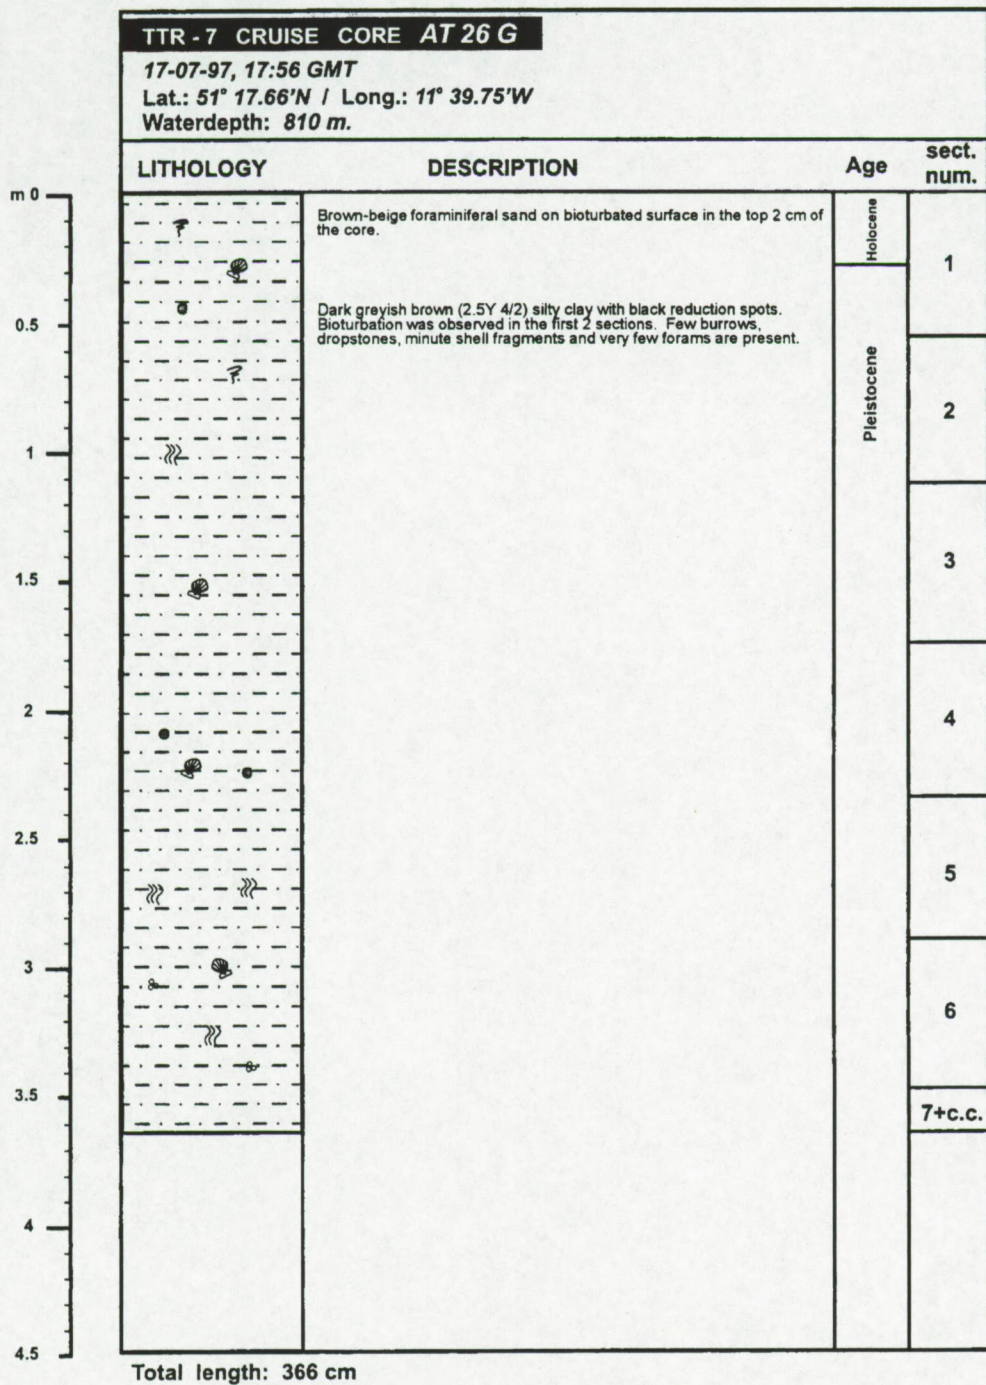 TTR - 7 CRUISE CORE AT 26 G
17-07-97, 17:56 GMT
Lat.: 51° 17.66'N / Long.: 11° 39.75'W
Waterdepth: 810 m.
LITHOLOGY
DESCRIPTION
Age
sect.
num.
m 0
0.5
1
1.5
2
2.5
3
3.5
4
4.5
Brown-beige foraminiferal sand on bioturbated surface in the top 2 cm of
the core.
Dark greyish brown (2.5Y 4/2) silty clay with black reduction spots.
Bioturbation was observed in the first 2 sections. Few burrows,
dropstones, minute shell fragments and very few forams are present.
Holocene
Pleistocene
1
2
3
4
5
6
7+c.c.
Total length: 366 cm